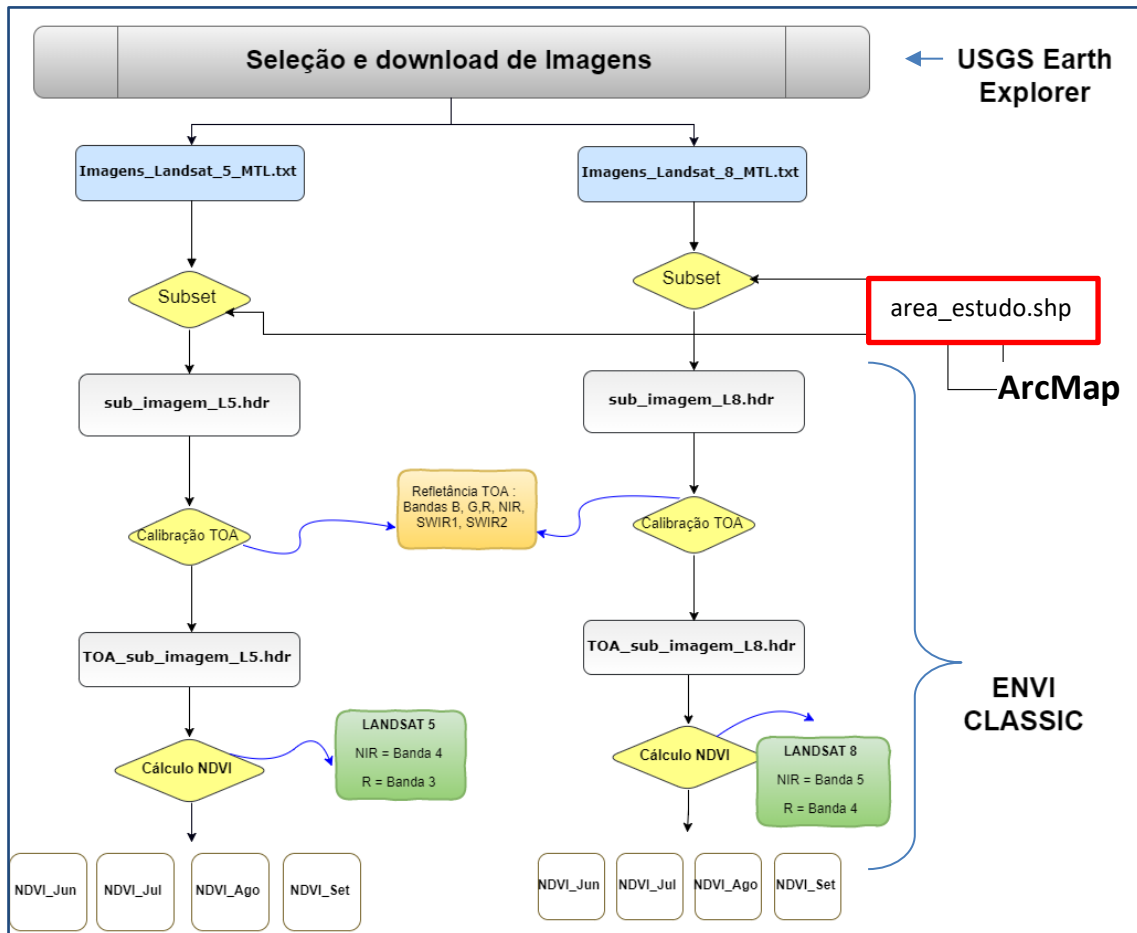 Seleção e download de Imagens
USGS Earth
Explorer
Imagens_Landsat_5_MTL.txt
Imagens_Landsat_8_MTL.txt
Subset
Subset
area_estudo.shp
ArcMap
sub_imagem_L5.hdr
sub_imagem_L8.hdr
Refletância TOA :
Bandas B, G,R, NIR,
SWIR1, SWIR2
Calibração TOA
Calibração TOA
TOA_sub_imagem_L5.hdr
TOA_sub_imagem_L8.hdr
ENVI
CLASSIC
Cálculo NDVI
LANDSAT 5
NIR = Banda 4
R = Banda 3
Cálculo NDVI
LANDSAT 8
NIR = Banda 5
R = Banda 4
NDVI_Jun
NDVI_Jul
NDVI_Ago
NDVI_Set
NDVI_Jun
NDVI_Jul
NDVI_Ago
NDVI_Set